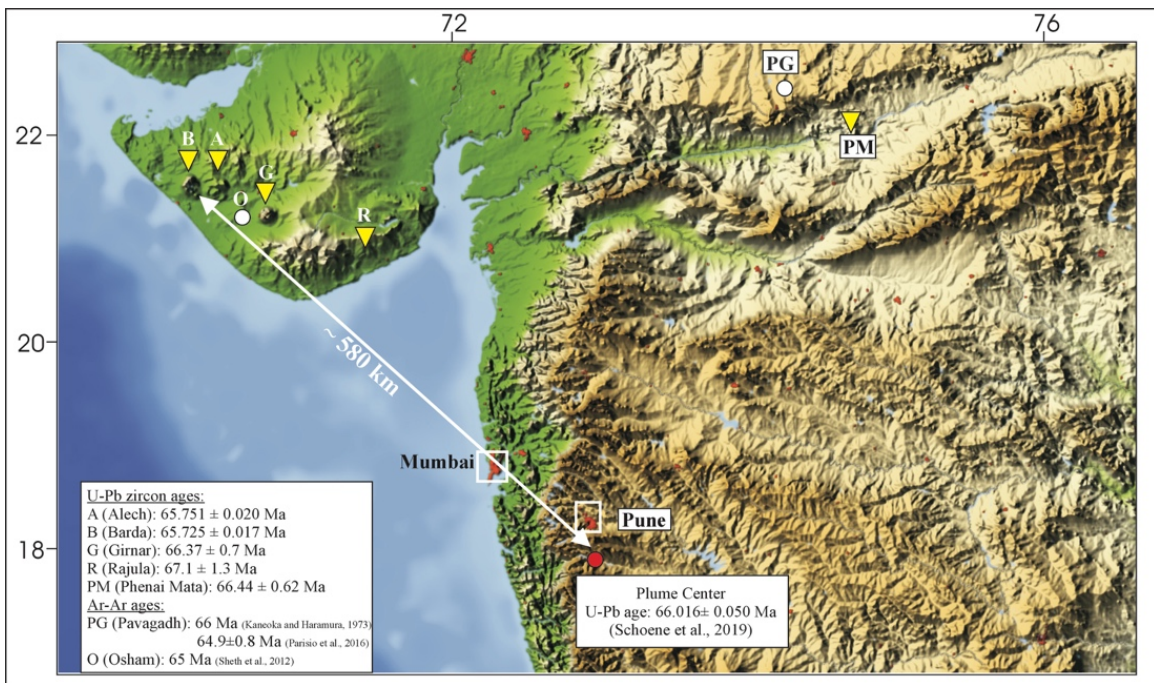 72
76
PG
22
PM
B
A
G
O
R
20
~ 580 km
Mumbai
Pune
18
U-Pb zircon ages:
A (Alech): 65.751 ± 0.020 Ma
B (Barda): 65.725 ± 0.017 Ma
G (Girnar): 66.37 ± 0.7 Ma
R (Rajula): 67.1 ± 1.3 Ma
PM (Phenai Mata): 66.44 ± 0.62 Ma
Ar-Ar ages:
PG (Pavagadh): 66 Ma (Kaneoka and Haramura, 1973)
64.9±0.8 Ma (Parisio et al., 2016)
O (Osham): 65 Ma (Sheth et al., 2012)
Plume Center
U-Pb age: 66.016± 0.050 Ma
(Schoene et al., 2019)